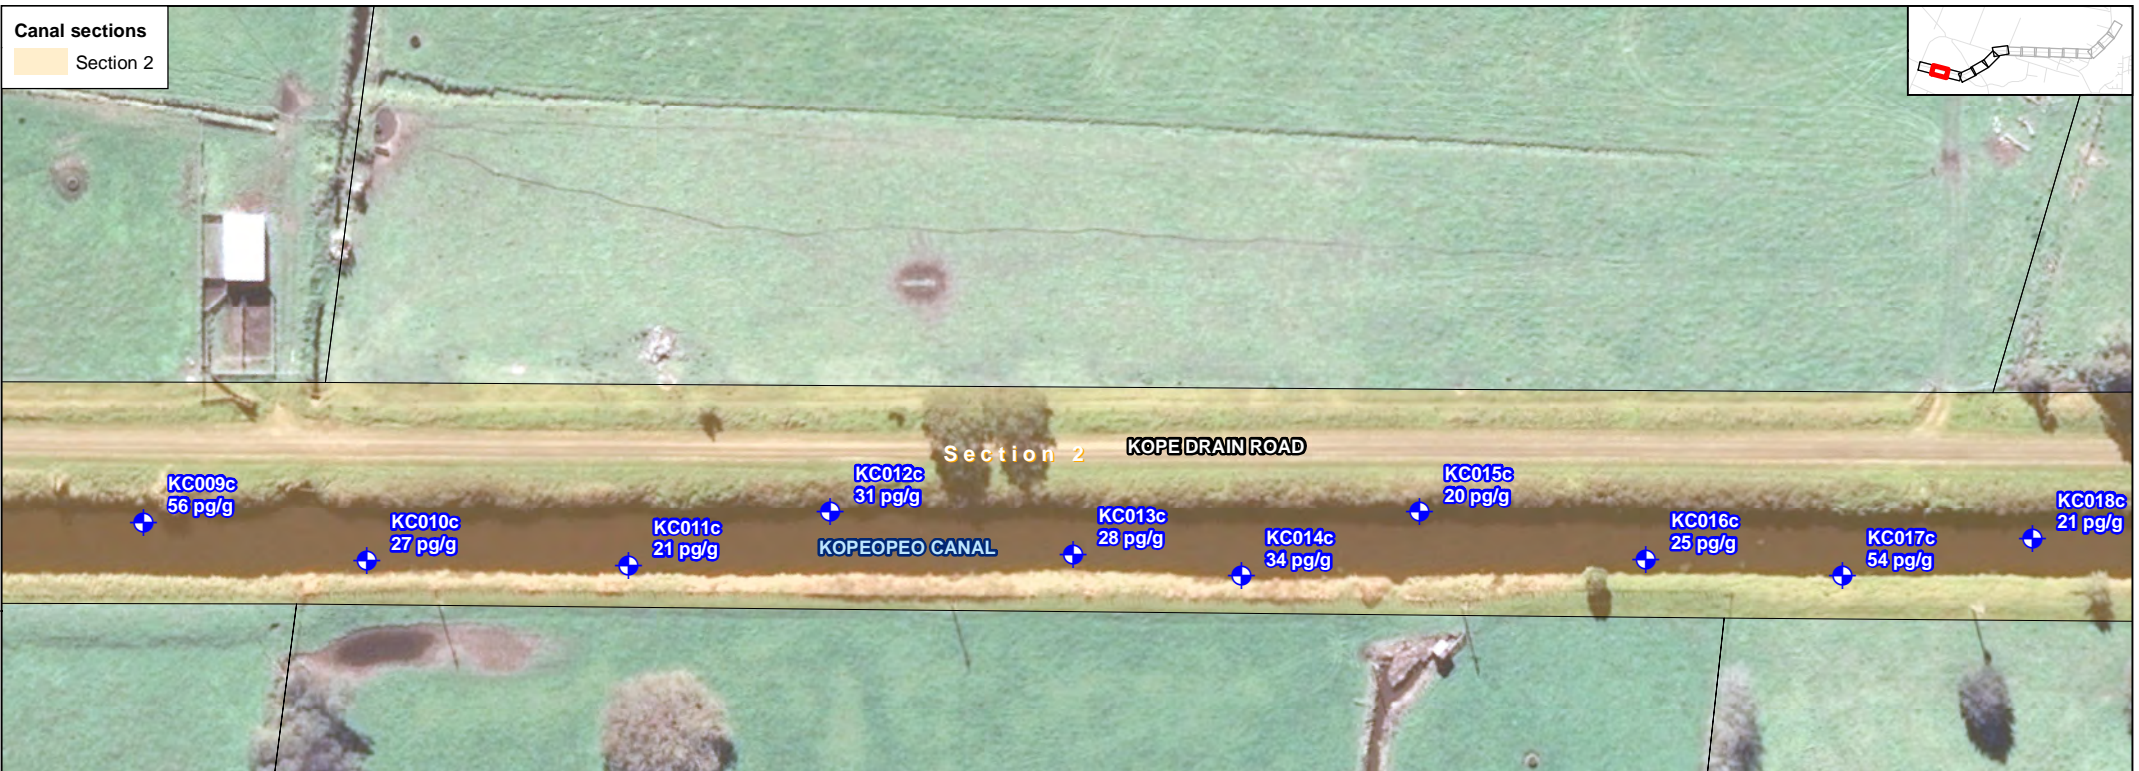 Canal sections
Section 2
KOPE DRAIN ROAD
Section 2
KC009c
56 pg/g
KC010c
27 pg/g
KC011c
21 pg/g
KC012c
31 pg/g
KOPEOPEO CANAL
KC013c
28 pg/g
KC014c
34 pg/g
KC015c
20 pg/g
KC016c
25 pg/g
KC017c
54 pg/g
KC018c
21 pg/g